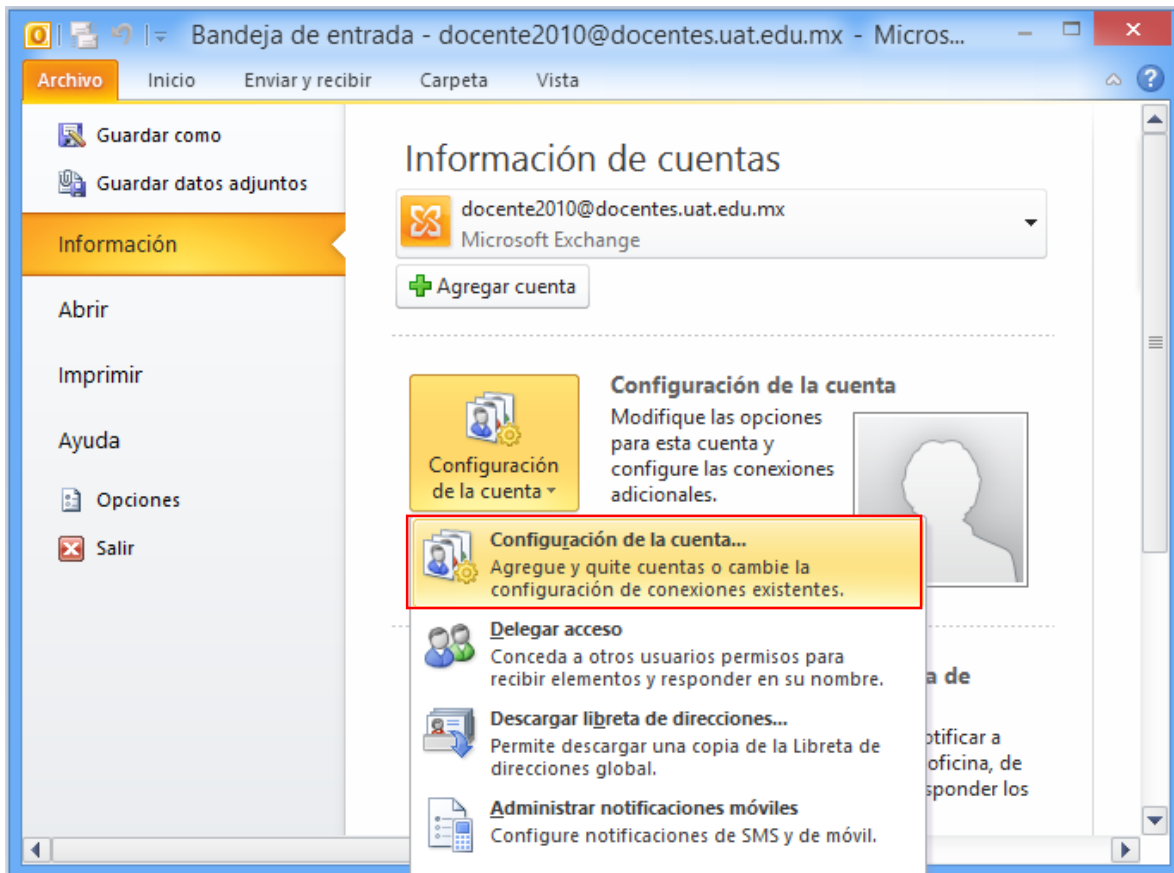 Bandeja de entrada - docente2010@docentes.uat.edu.mx - Micros...
Archivo Inicio Enviar y recibir Carpeta Vista
Guardar como
Guardar datos adjuntos
Información
Abrir
Imprimir
Ayuda
Opciones
Salir
Información de cuentas
docente2010@docentes.uat.edu.mx
Microsoft Exchange
Agregar cuenta
Configuración
de la cuenta
Configuración de la cuenta
Modifique las opciones
para esta cuenta y
configure las conexiones
adicionales.
Configuración de la cuenta...
Agregue y quite cuentas o cambie la
configuración de conexiones existentes.
Delegar acceso
Conceda a otros usuarios permisos para
recibir elementos y responder en su nombre.
Descargar libreta de direcciones...
Permite descargar una copia de la Libreta de
direcciones global.
Administrar notificaciones móviles
Configure notificaciones de SMS y de móvil.
a de
otificar a
oficina, de
sponder los